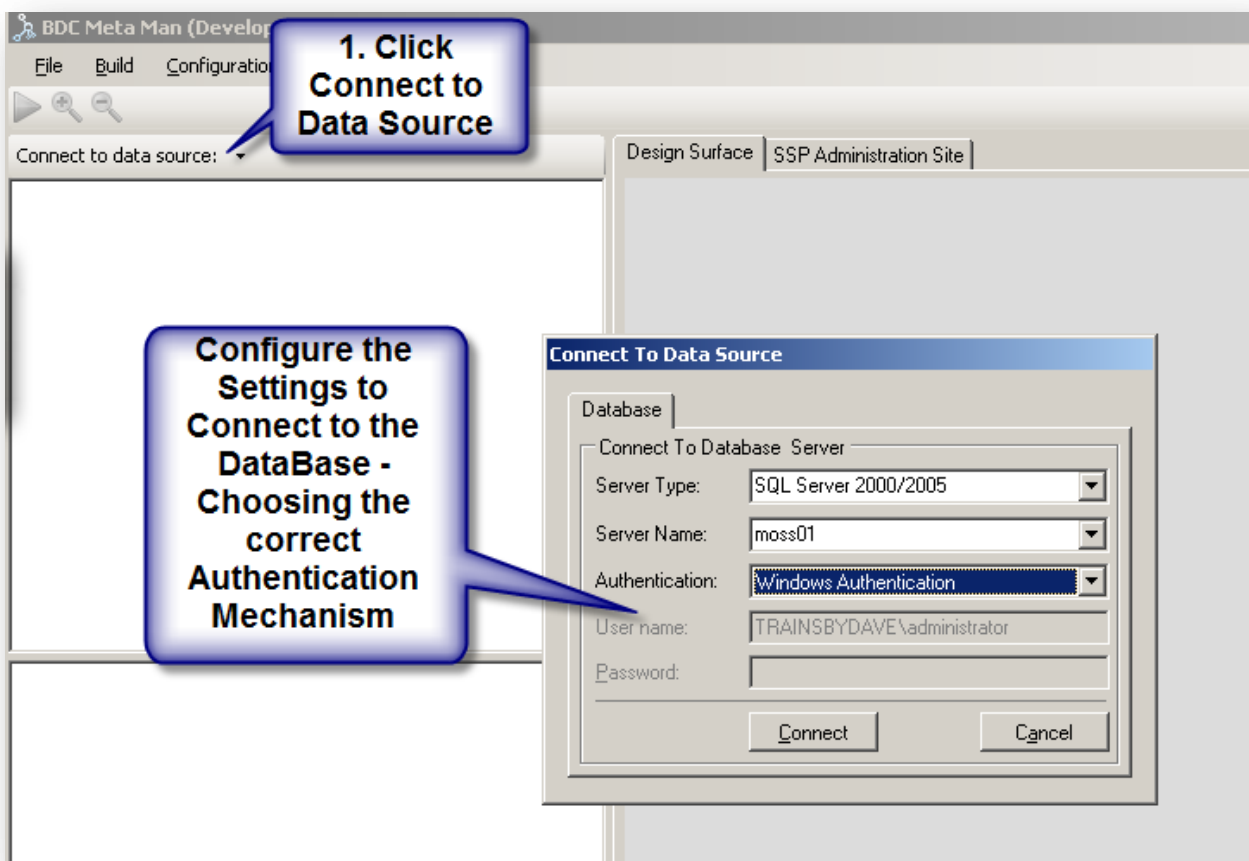 BDC Meta Man (Develop
File Build Configuration
1. Click
Connect to
Data Source
Connect to data source:
Design Surface SSP Administration Site
Configure the
Settings to
Connect to the
DataBase -
Choosing the
correct
Authentication
Mechanism
Connect To Data Source
Database
Connect To Database Server
Server Type: SQL Server 2000/2005
Server Name: moss01
Authentication: Windows Authentication
User name: TRAINSBYDAVE\administrator
Password:
Connect Cancel